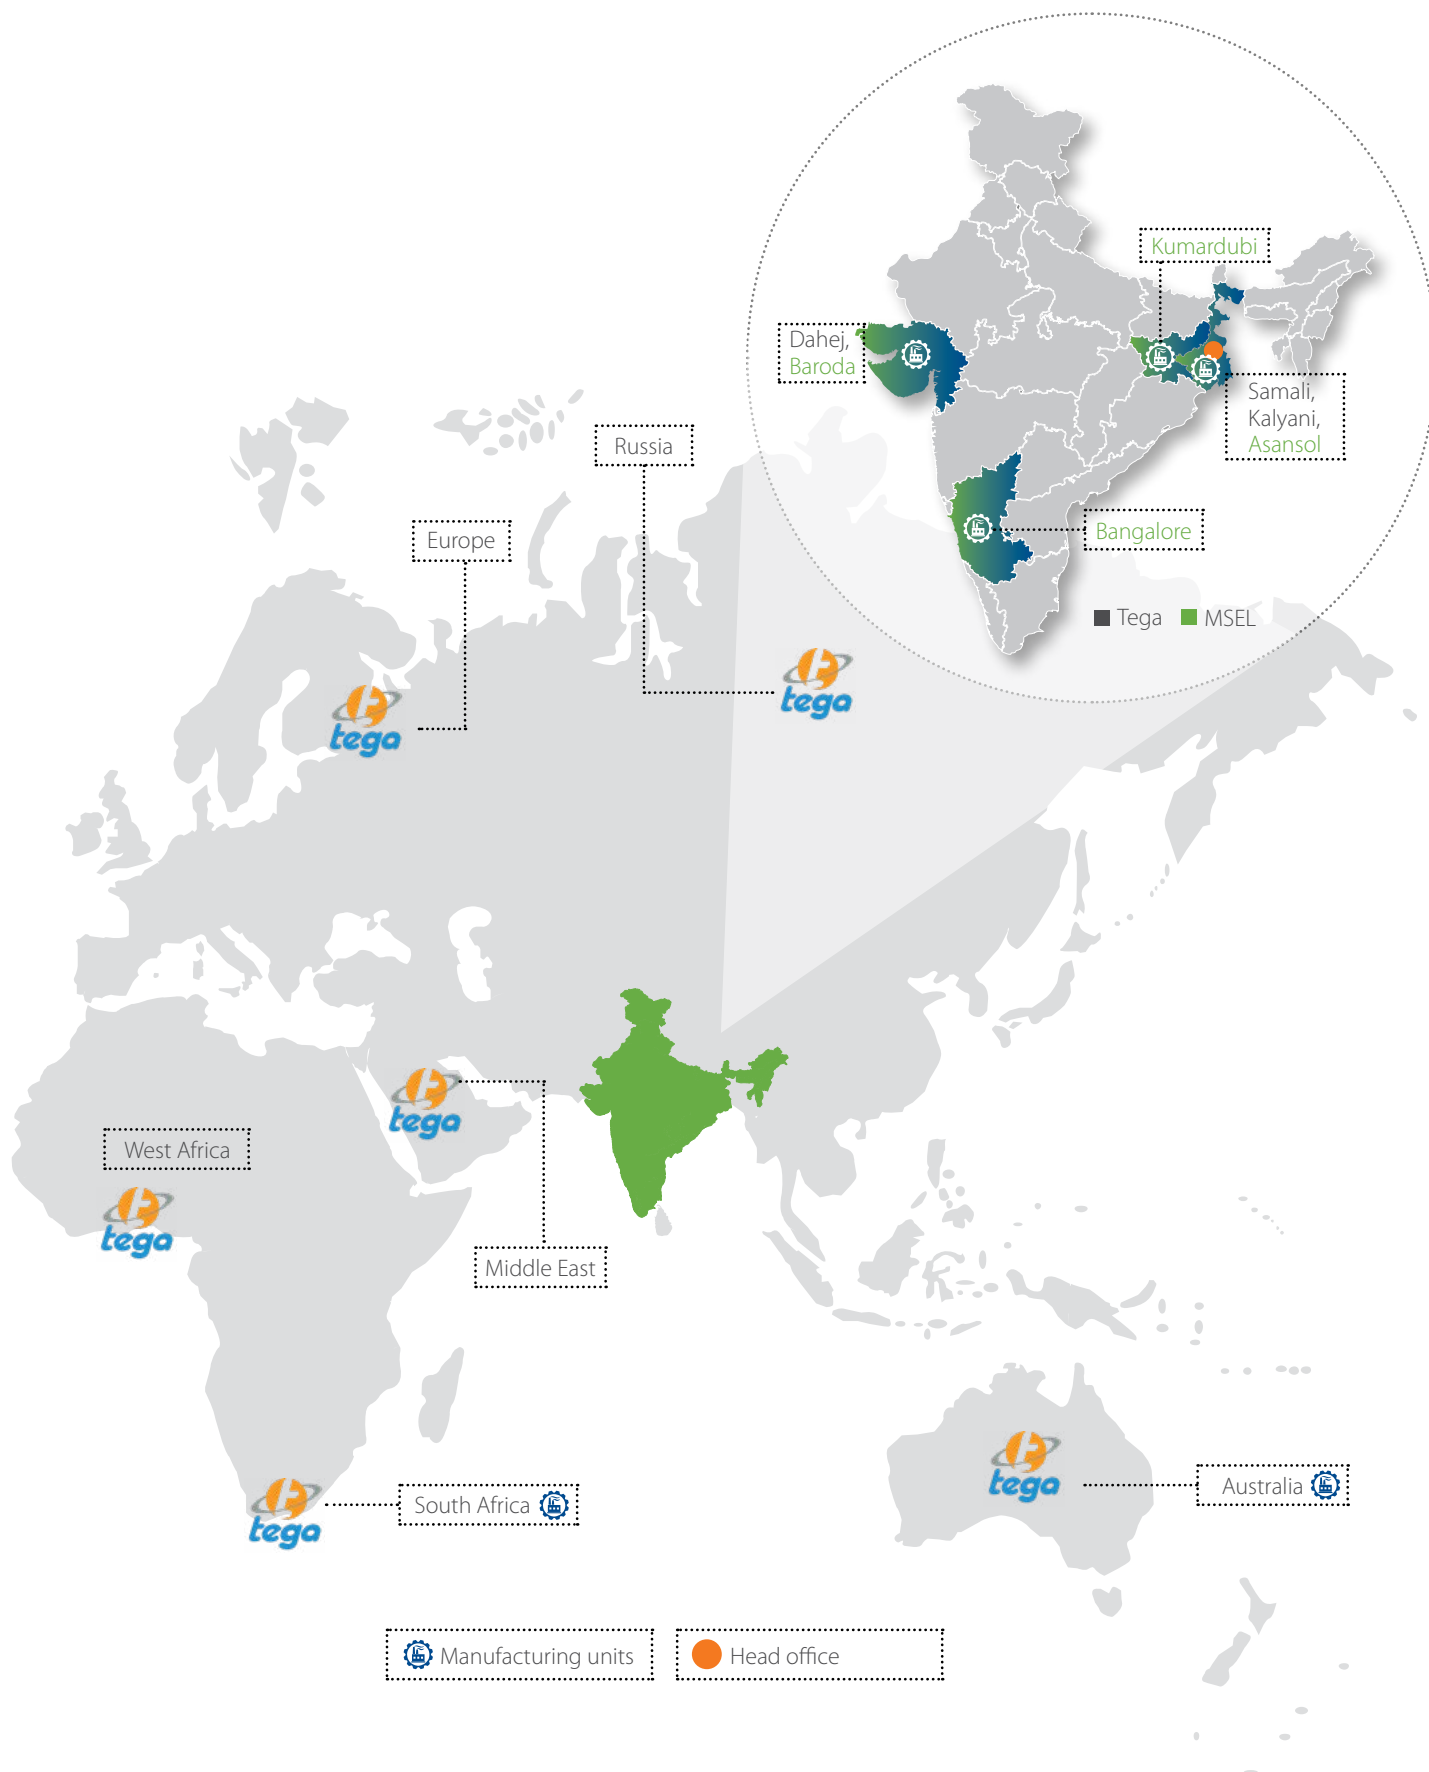 Kumardubi
Dahej,
Baroda
Samali,
Kalyani,
Asansol
Russia
Bangalore
Europe
Tega
MSEL
tega
tega
tega
West Africa
tega
Middle East
tega
Australia
South Africa
tega
Manufacturing units
Head office